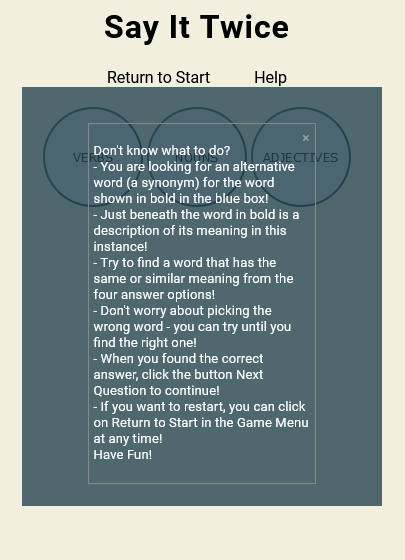 Say It Twice
Return to Start Help
×
VERBS NOUNS ADJECTIVES
Don't know what to do?
- You are looking for an alternative
word (a synonym) for the word
shown in bold in the blue box!
- Just beneath the word in bold is a
description of its meaning in this
instance!
- Try to find a word that has the
same or similar meaning from the
four answer options!
- Don't worry about picking the
wrong word - you can try until you
find the right one!
- When you found the correct
answer, click the button Next
Question to continue!
- If you want to restart, you can click
on Return to Start in the Game Menu
at any time!
Have Fun!